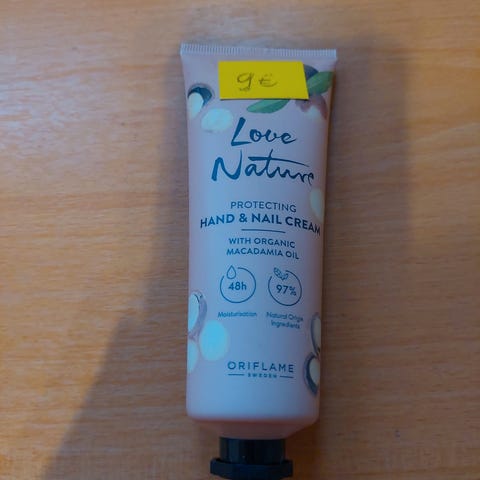 9€
Love
Nature
PROTECTING
HAND & NAIL CREAM
WITH ORGANIC
MACADAMIA OIL
48h
97%
Moisturisation
Natural Origin
Ingredients
ORIFLAME
SWEDEN